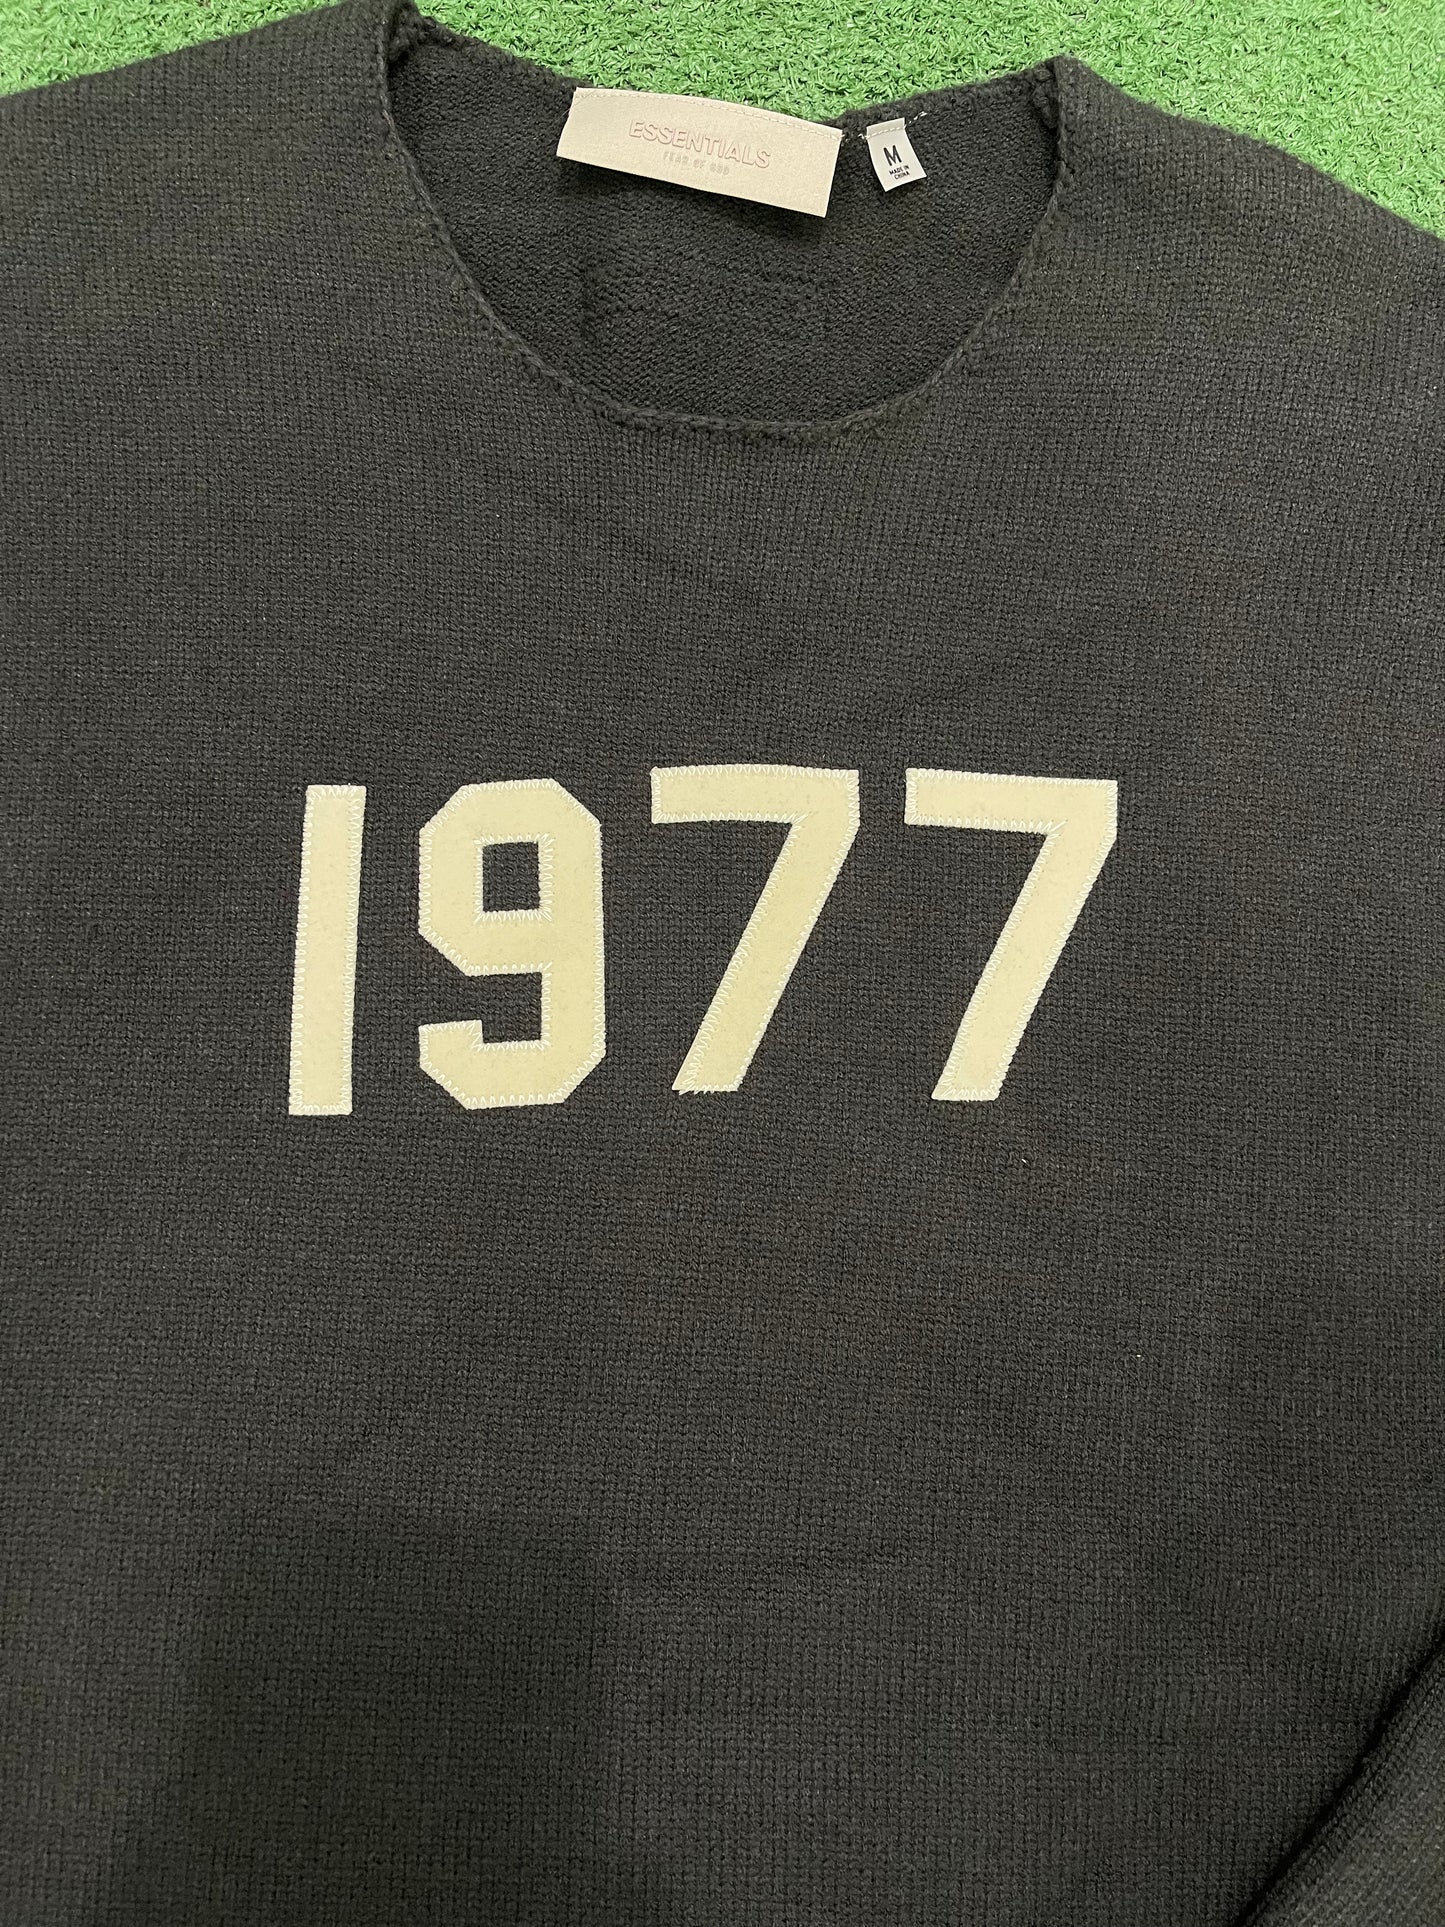 ESSENTIALS
FEAR OF GOD
M
MADE IN
CHINA
1977